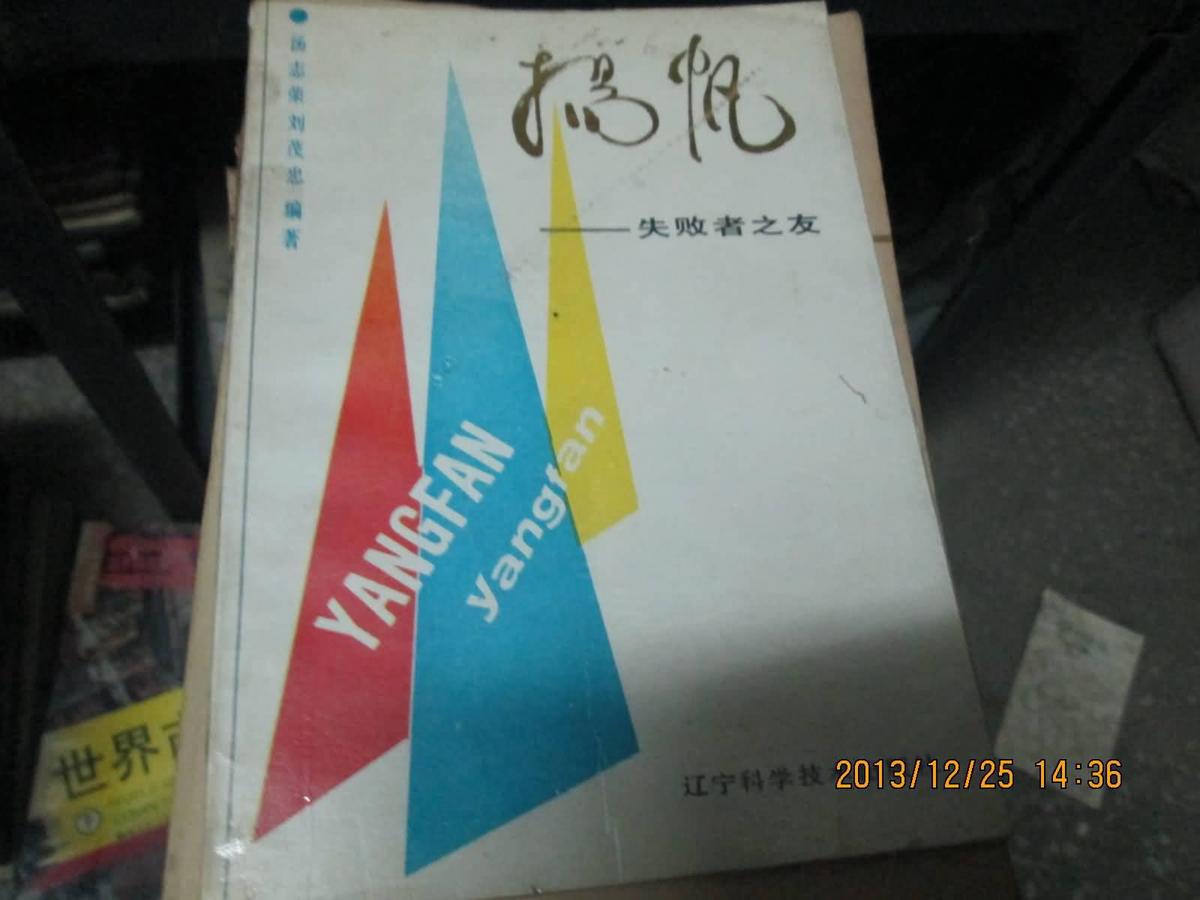 汤志荣 刘茂忠 编著
扬帆
——失败者之友
YANGFAN
yangfan
辽宁科学技
2013/12/25 14:36
世界